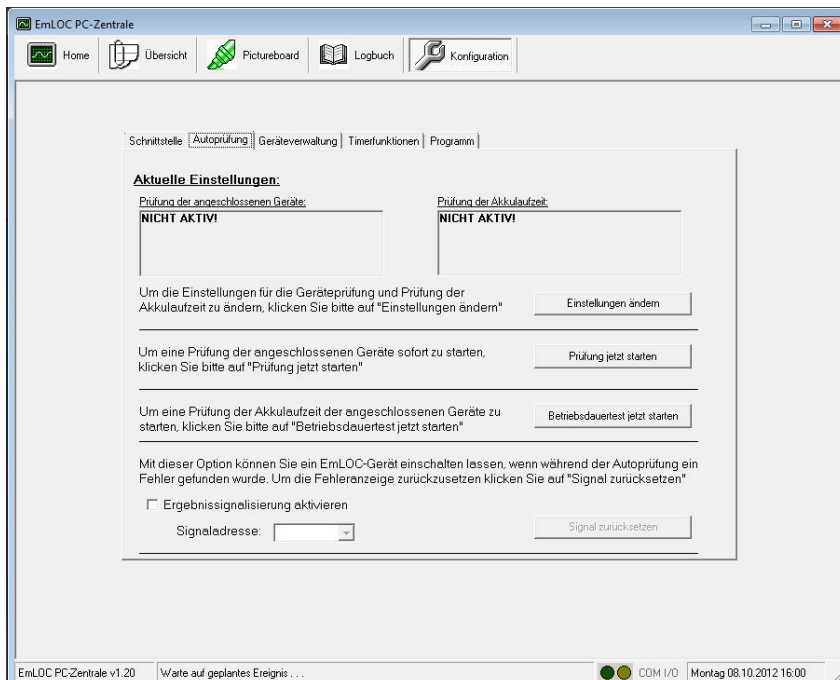 EmLOC PC-Zentrale
Home
Übersicht
Pictureboard
Logbuch
Konfiguration
Schnittstelle
Autoprüfung
Geräteverwaltung
Timerfunktionen
Programm
Aktuelle Einstellungen:
Prüfung der angeschlossenen Geräte:
NICHT AKTIV!
Prüfung der Akkulaufzeit:
NICHT AKTIV!
Um die Einstellungen für die Geräteprüfung und Prüfung der
Akkulaufzeit zu ändern, klicken Sie bitte auf "Einstellungen ändern"
Einstellungen ändern
Um eine Prüfung der angeschlossenen Geräte sofort zu starten,
klicken Sie bitte auf "Prüfung jetzt starten"
Prüfung jetzt starten
Um eine Prüfung der Akkulaufzeit der angeschlossenen Geräte zu
starten, klicken Sie bitte auf "Betriebsdauertest jetzt starten"
Betriebsdauertest jetzt starten
Mit dieser Option können Sie ein EmLOC-Gerät einschalten lassen, wenn während der Autoprüfung ein
Fehler gefunden wurde. Um die Fehleranzeige zurückzusetzen klicken Sie auf "Signal zurücksetzen"
Ergebnissignalisierung aktivieren
Signaladresse:
Signal zurücksetzen
EmLOC PC-Zentrale v1.20
Warte auf geplantes Ereignis . . .
COM I/O
Montag 08.10.2012 16:00